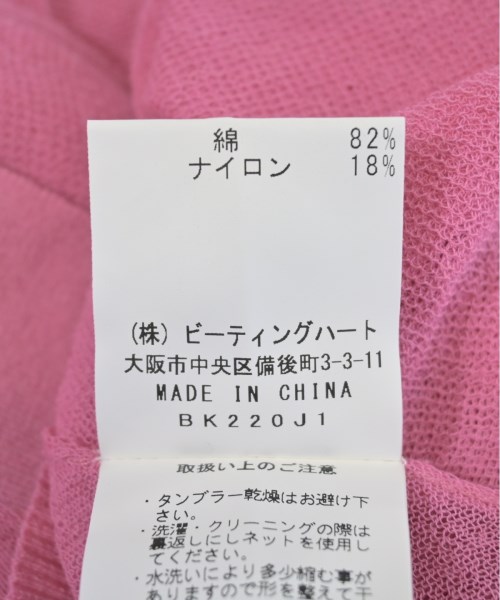 綿 82%
ナイロン 18%
(株) ビーティングハート
大阪市中央区備後町3-3-11
MADE IN CHINA
BK220J1
取扱い上のご注意
・タンブラー乾燥はお避け下
さい。
・洗濯・クリーニングの際は
裏返しにしネットを使用し
てください。
・水洗いにより多少縮む事が
ありますので形を整えて干